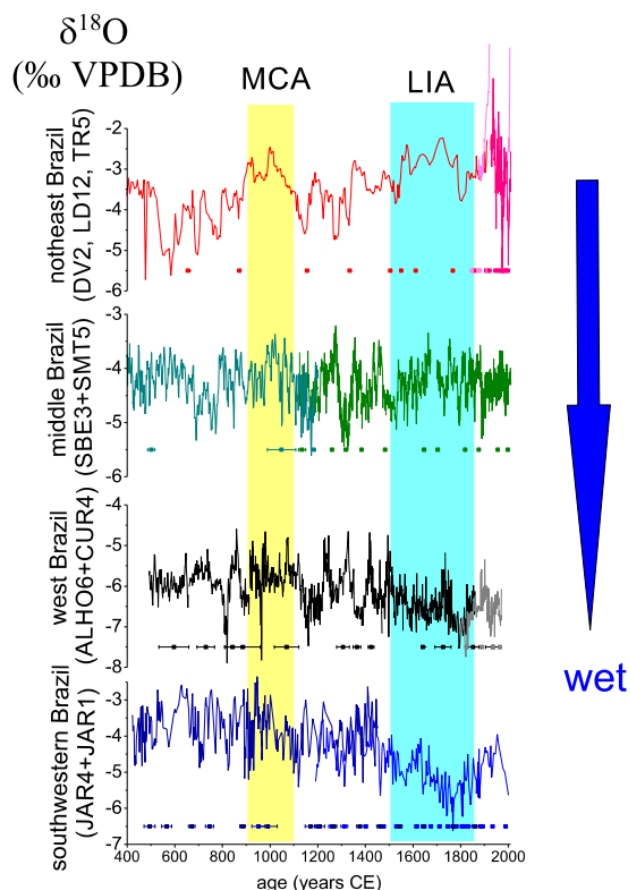 δ18O
(‰ VPDB)
MCA
LIA
notheast Brazil
(DV2, LD12, TR5)
-2
-3
-4
-5
-6
middle Brazil
(SBE3+SMT5)
-3
-4
-5
-6
west Brazil
(ALHO6+CUR4)
-4
-5
-6
-7
-8
wet
southwestern Brazil
(JAR4+JAR1)
-3
-4
-5
-6
-7
400 600 800 1000 1200 1400 1600 1800 2000
age (years CE)